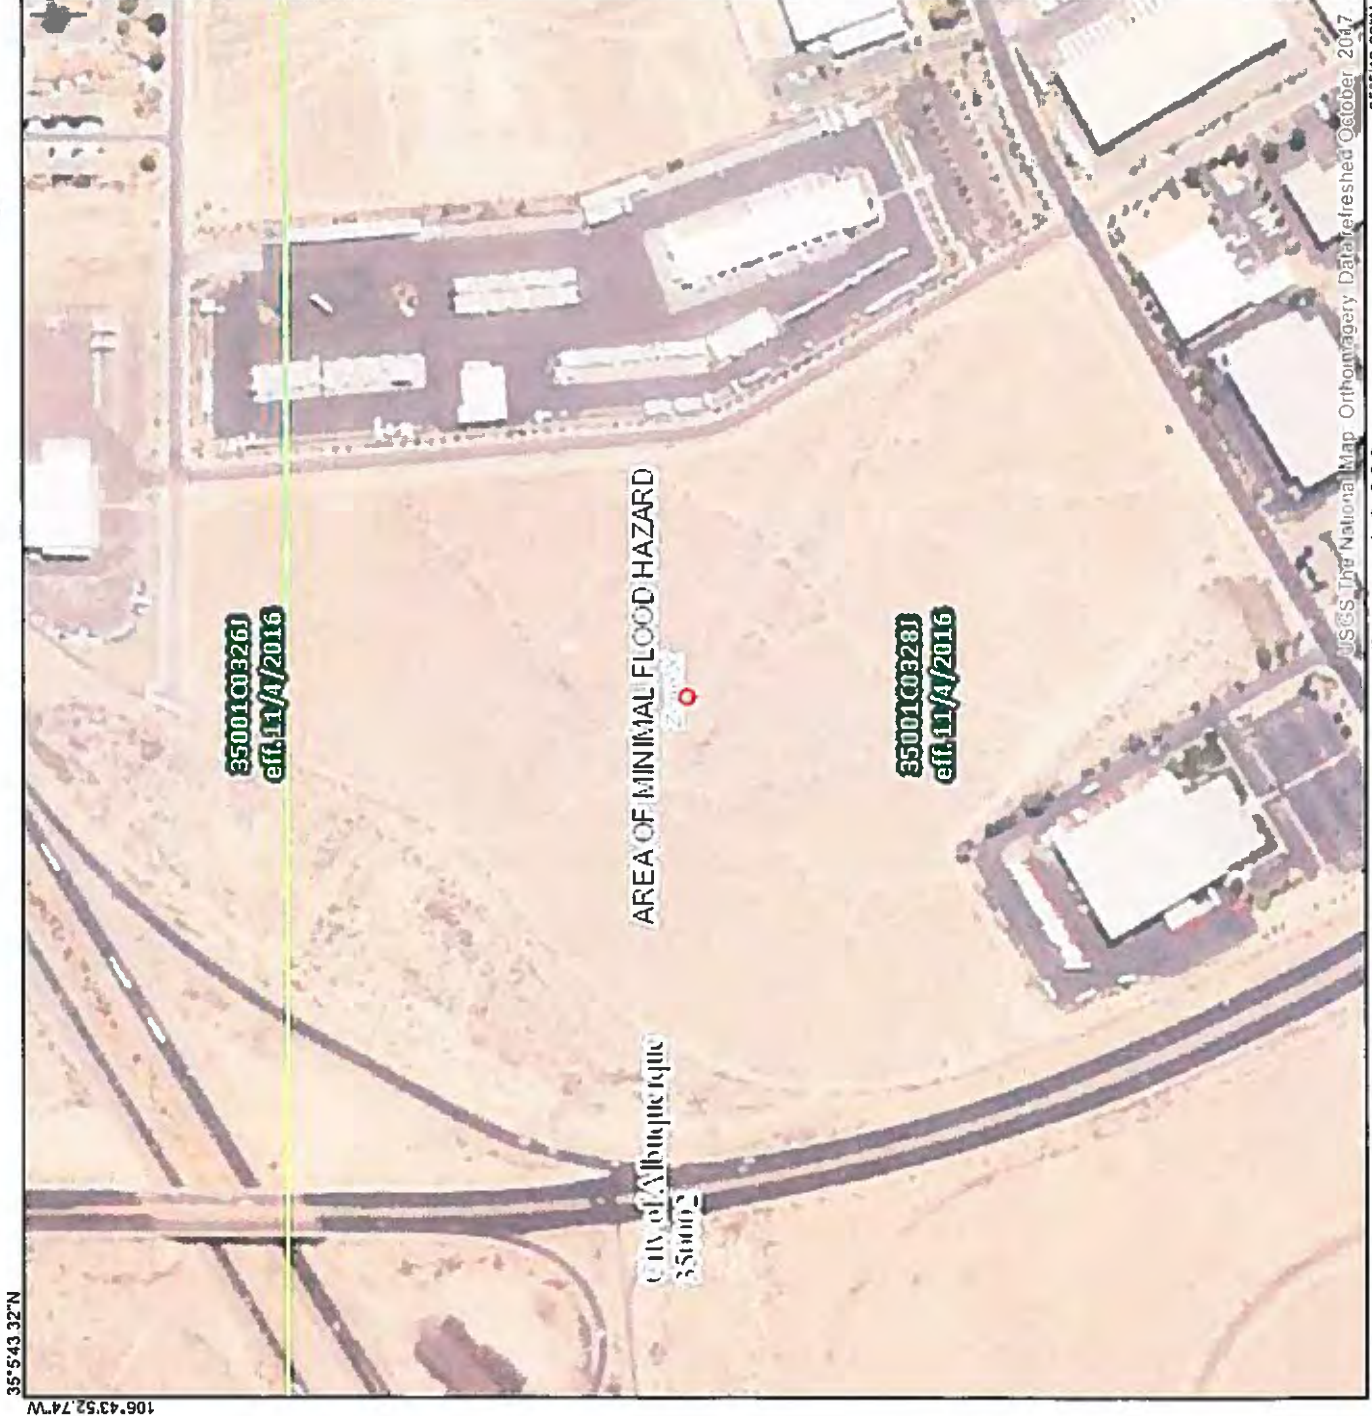 35°5'43.32"N
106°43'52.74"W
35001C0326J
eff. 11/4/2016
AREA OF MINIMAL FLOOD HAZARD
35001C0328J
eff. 11/4/2016
City of Albuquerque
350002
USGS The National Map: Orthoimagery. Data refreshed October, 2017.